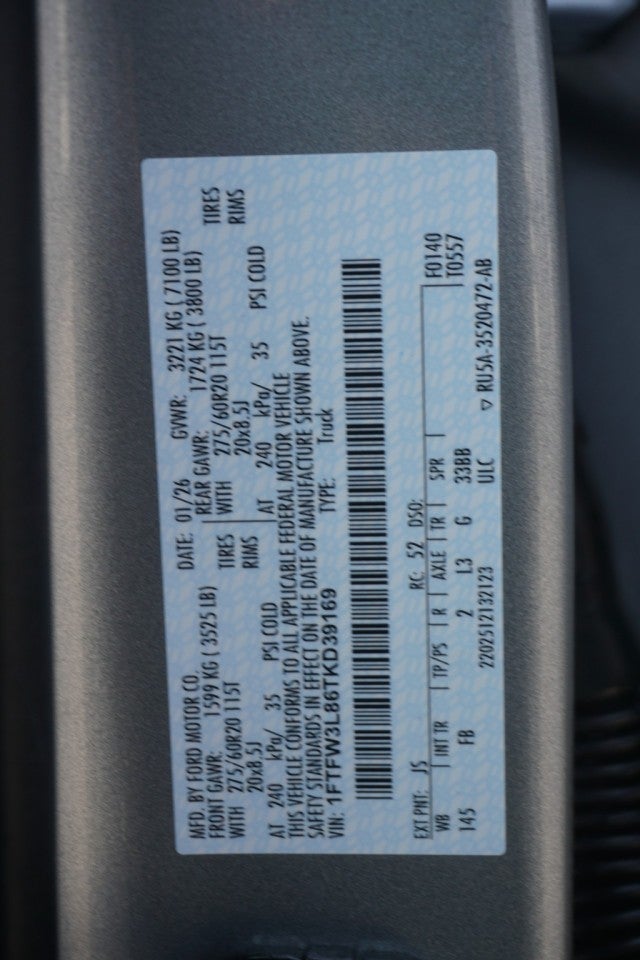 MFD. BY FORD MOTOR CO. DATE: 01/26 GVWR: 3221 KG ( 7100 LB)
FRONT GAWR: 1599 KG ( 3525 LB) REAR GAWR: 1724 KG ( 3800 LB)
WITH 275/60R20 115T TIRES WITH 275/60R20 115T TIRES
20x8.5J RIMS 20x8.5J RIMS
AT 240 kPa/ 35 PSI COLD AT 240 kPa/ 35 PSI COLD
THIS VEHICLE CONFORMS TO ALL APPLICABLE FEDERAL MOTOR VEHICLE
SAFETY STANDARDS IN EFFECT ON THE DATE OF MANUFACTURE SHOWN ABOVE.
VIN: 1FTFW3L86TKD39169 TYPE: Truck
EXT PNT: JS RC: 52 DSO: F0140
WB INT TR TP/PS R AXLE TR SPR T0557
145 FB 2 L3 G 33BB
2202512132123 ULC ▽ RU5A-3520472-AB